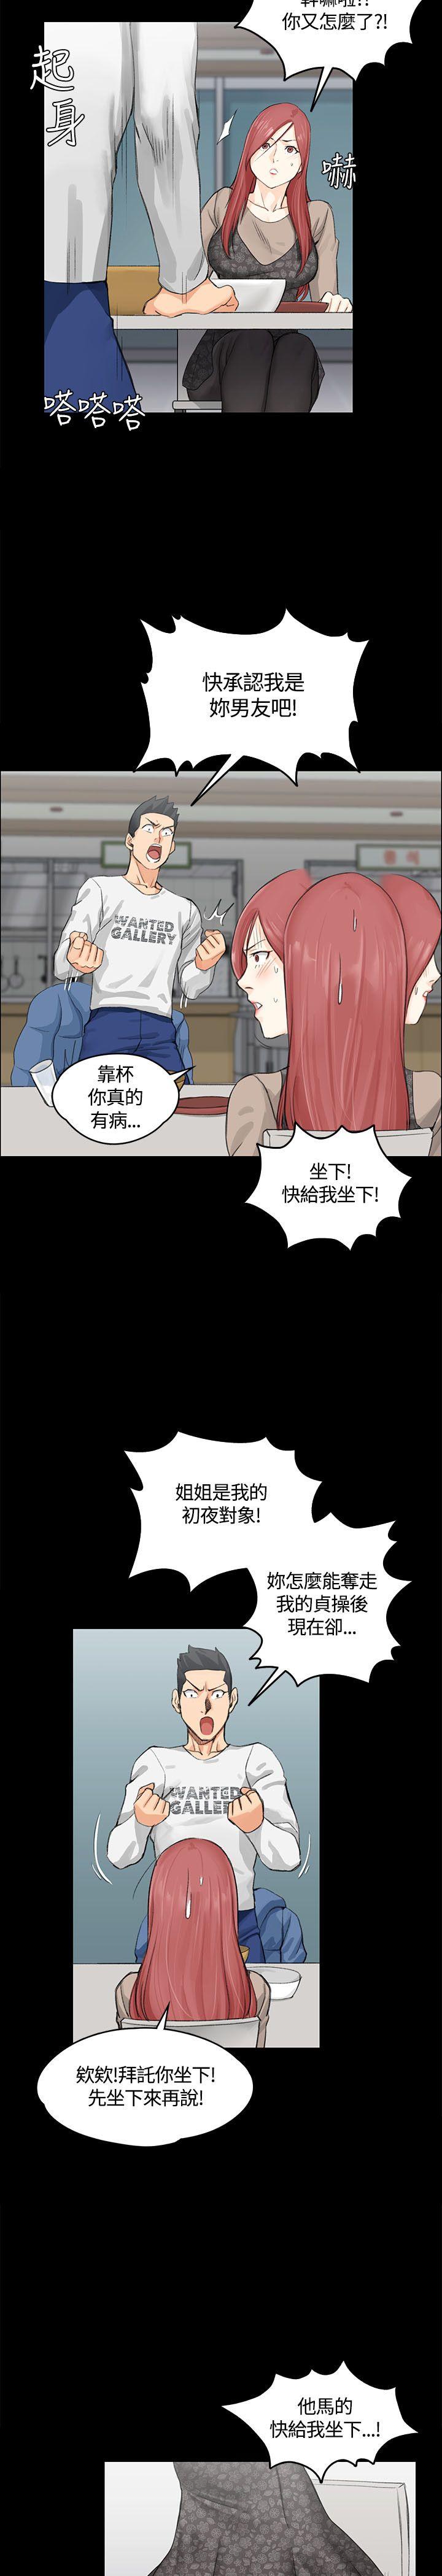 幹嘛啦?!
你又怎麼了?!
起身
嚇
嗒嗒嗒
快承認我是
妳男友吧!
WANTED
GALLERY
靠杯
你真的
有病...
坐下!
快給我坐下!
姐姐是我的
初夜對象!
妳怎麼能奪走
我的貞操後
現在卻...
WANTED
GALLERY
欸欸!拜託你坐下!
先坐下來再說!
他馬的
快給我坐下...!